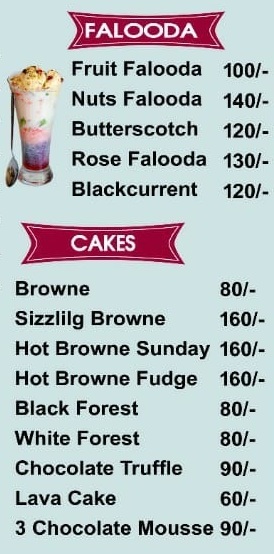 FALOODA
Fruit Falooda 100/-
Nuts Falooda 140/-
Butterscotch 120/-
Rose Falooda 130/-
Blackcurrent 120/-
CAKES
Browne 80/-
Sizzlilg Browne 160/-
Hot Browne Sunday 160/-
Hot Browne Fudge 160/-
Black Forest 80/-
White Forest 80/-
Chocolate Truffle 90/-
Lava Cake 60/-
3 Chocolate Mousse 90/-